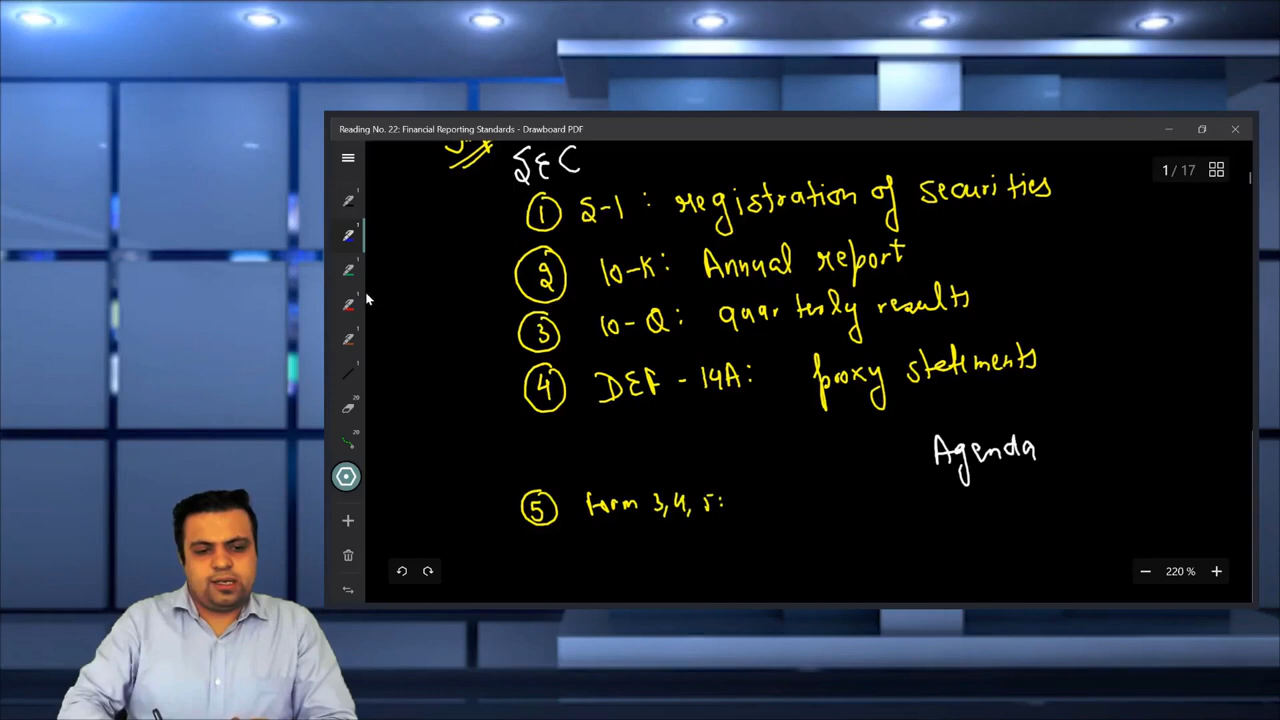 Reading No. 22: Financial Reporting Standards - Drawboard PDF
SEC
1 / 17
① S-1 : registration of securities
② 10-K: Annual report
③ 10-Q: quarterly results
④ DEF - 14A: proxy statements
Agenda
⑤ Form 3,4, 5:
220 %